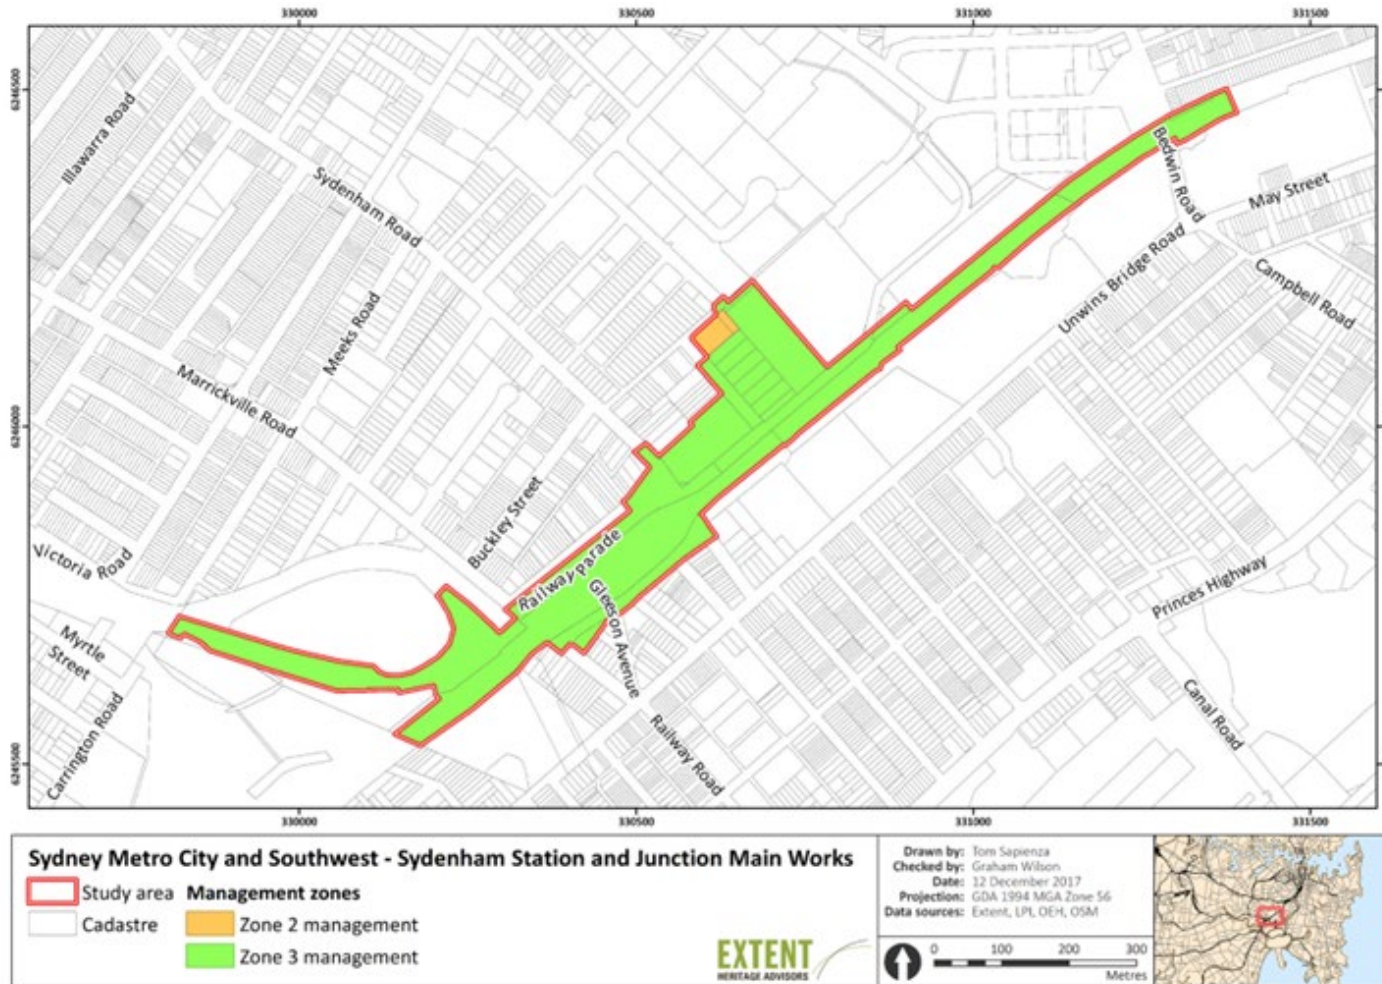 330000
330500
331000
331500
6246500
Illawarra Road
Sydenham Road
Bedwin Road
May Street
Meeks Road
Unwins Bridge Road
Campbell Road
Marrickville Road
6246000
Buckley Street
Victoria Road
Railway Parade
Gleeson Avenue
Princes Highway
Myrtle
Street
Carrington Road
Railway Road
Canal Road
6245500
330000
330500
331000
331500
Sydney Metro City and Southwest - Sydenham Station and Junction Main Works
Study area
Management zones
Cadastre
Zone 2 management
Zone 3 management
EXTENT
HERITAGE ADVISORS
Drawn by: Tom Sapienza
Checked by: Graham Wilson
Date: 12 December 2017
Projection: GDA 1994 MGA Zone 56
Data sources: Extent, LPI, OEH, OSM
0 100 200 300
Metres